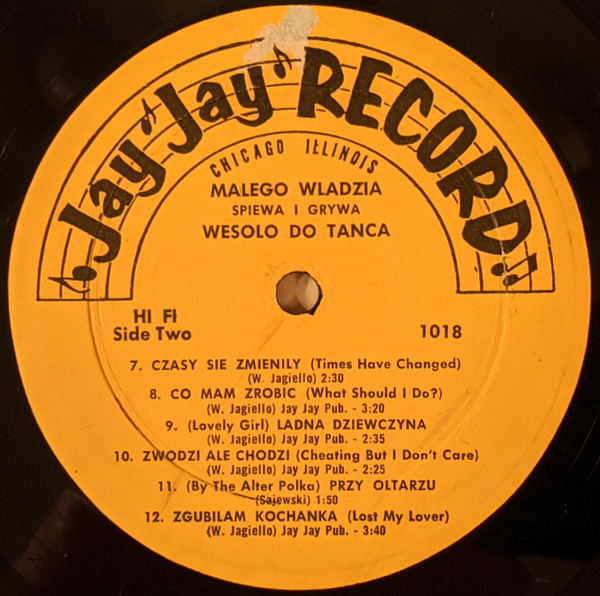 "Jay Jay" RECORD
CHICAGO ILLINOIS
MALEGO WLADZIA
SPIEWA I GRYWA
WESOLO DO TANCA
HI FI
Side Two
1018
7. CZASY SIE ZMIENILY (Times Have Changed)
(W. Jagiello) 2:30
8. CO MAM ZROBIC (What Should I Do?)
(W. Jagiello) Jay Jay Pub. - 3:20
9. (Lovely Girl) LADNA DZIEWCZYNA
(W. Jagiello) Jay Jay Pub. - 2:35
10. ZWODZI ALE CHODZI (Cheating But I Don't Care)
(W. Jagiello) Jay Jay Pub. - 2:25
11. (By The Alter Polka) PRZY OLTARZU
(Sajewski) 1:50
12. ZGUBILAM KOCHANKA (Lost My Lover)
(W. Jagiello) Jay Jay Pub. - 3:40